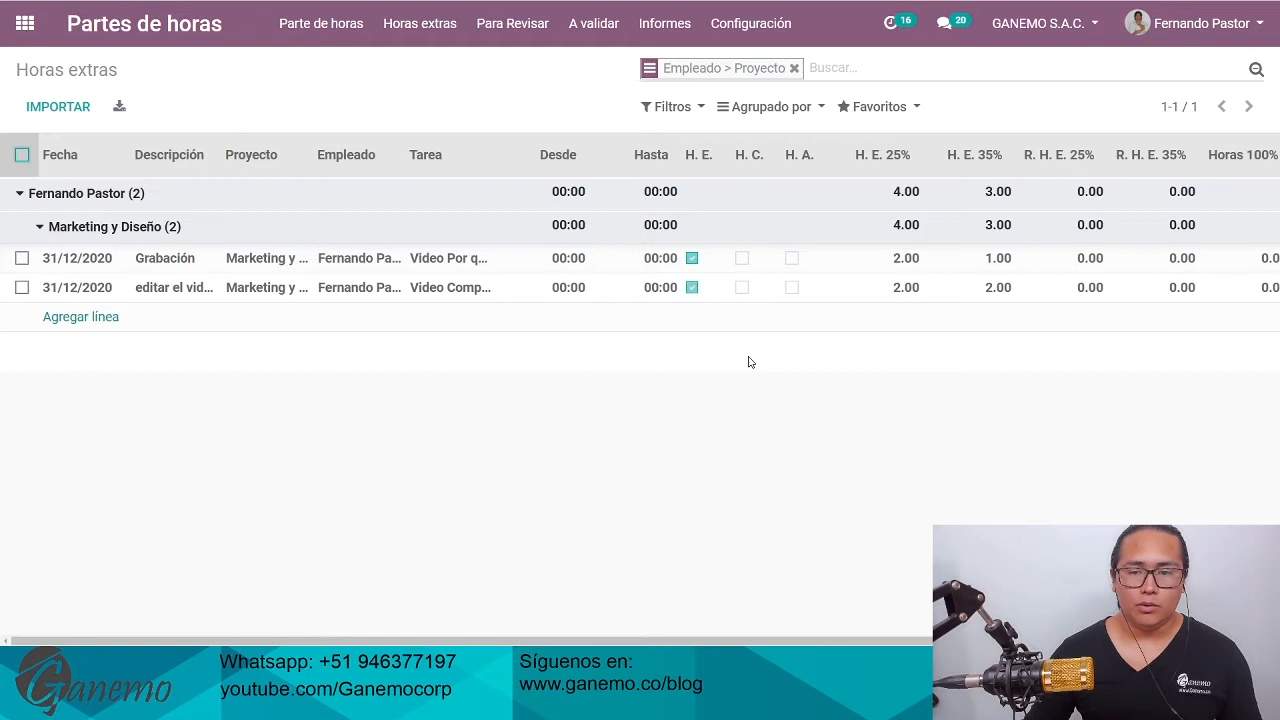 Partes de horas Parte de horas Horas extras Para Revisar A validar Informes Configuración 16 20 GANEMO S.A.C. Fernando Pastor
Horas extras Empleado > Proyecto Buscar...
IMPORTAR Filtros Agrupado por Favoritos 1-1 / 1
Fecha Descripción Proyecto Empleado Tarea Desde Hasta H. E. H. C. H. A. H. E. 25% H. E. 35% R. H. E. 25% R. H. E. 35% Horas 100%
Fernando Pastor (2) 00:00 00:00 4.00 3.00 0.00 0.00
Marketing y Diseño (2) 00:00 00:00 4.00 3.00 0.00 0.00
31/12/2020 Grabación Marketing y ... Fernando Pa... Video Por q... 00:00 00:00 2.00 1.00 0.00 0.00 0.0
31/12/2020 editar el vid... Marketing y ... Fernando Pa... Video Comp... 00:00 00:00 2.00 2.00 0.00 0.00 0.0
Agregar línea
Ganemo
Whatsapp: +51 946377197
youtube.com/Ganemocorp
Síguenos en:
www.ganemo.co/blog
Ganemo